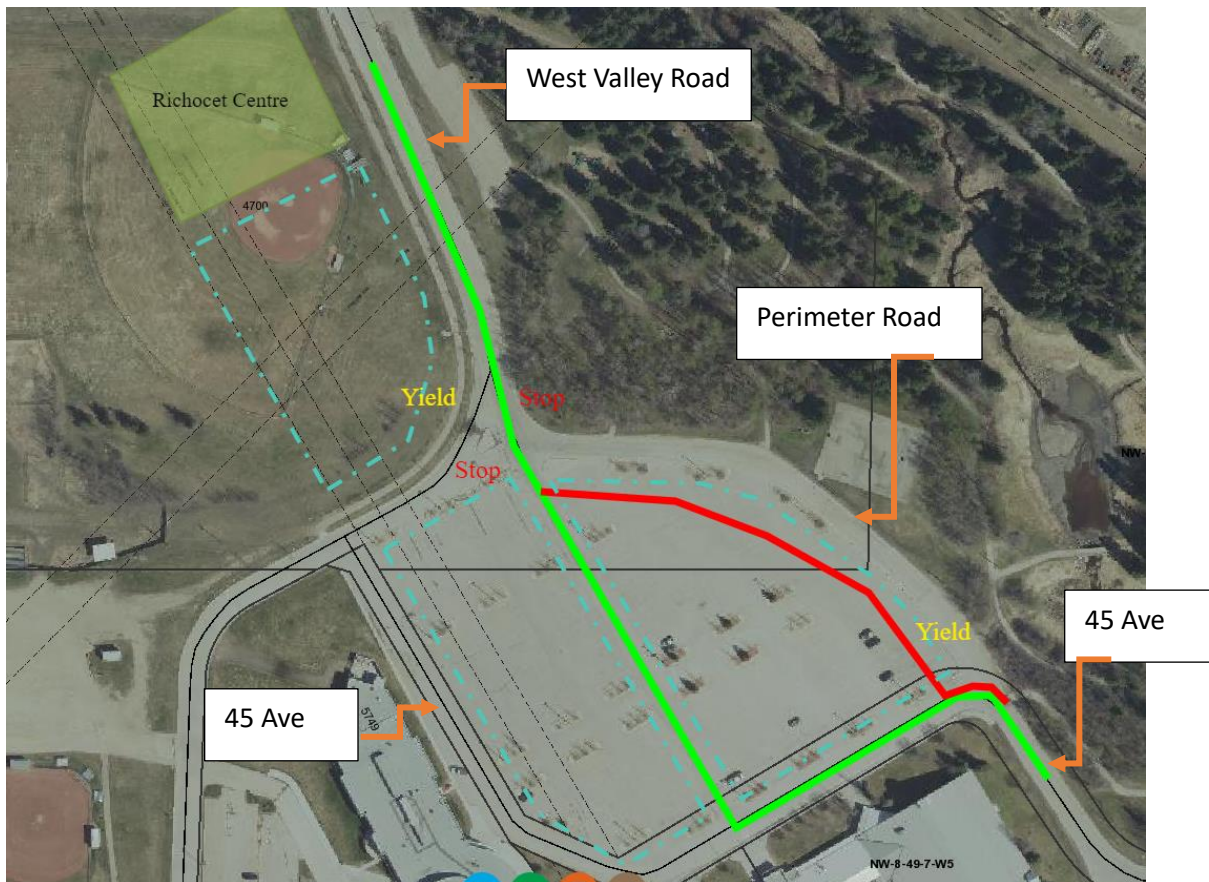 West Valley Road
Richocet Centre
4700
Perimeter Road
Yield
Stop
Stop
NW-
45 Ave
Yield
45 Ave
5749
NW-8-49-7-W5